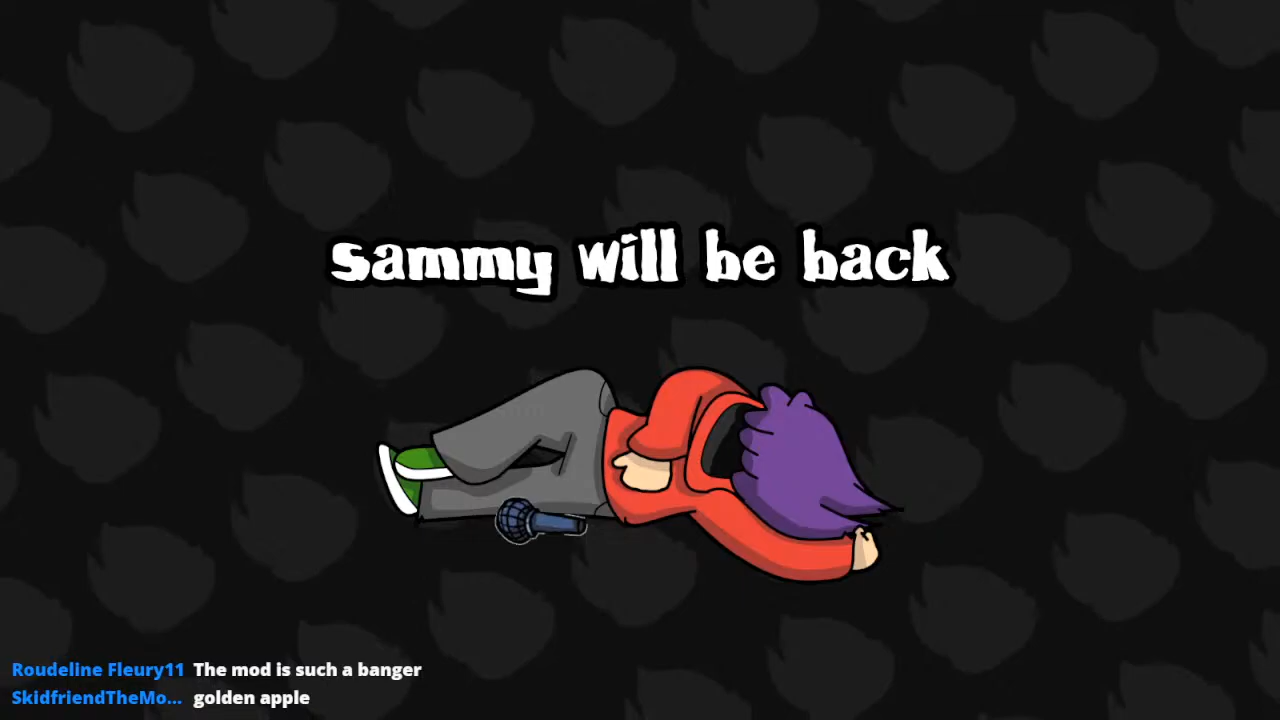 sammy will be back
Roudeline Fleury11 The mod is such a banger
SkidfriendTheMo... golden apple